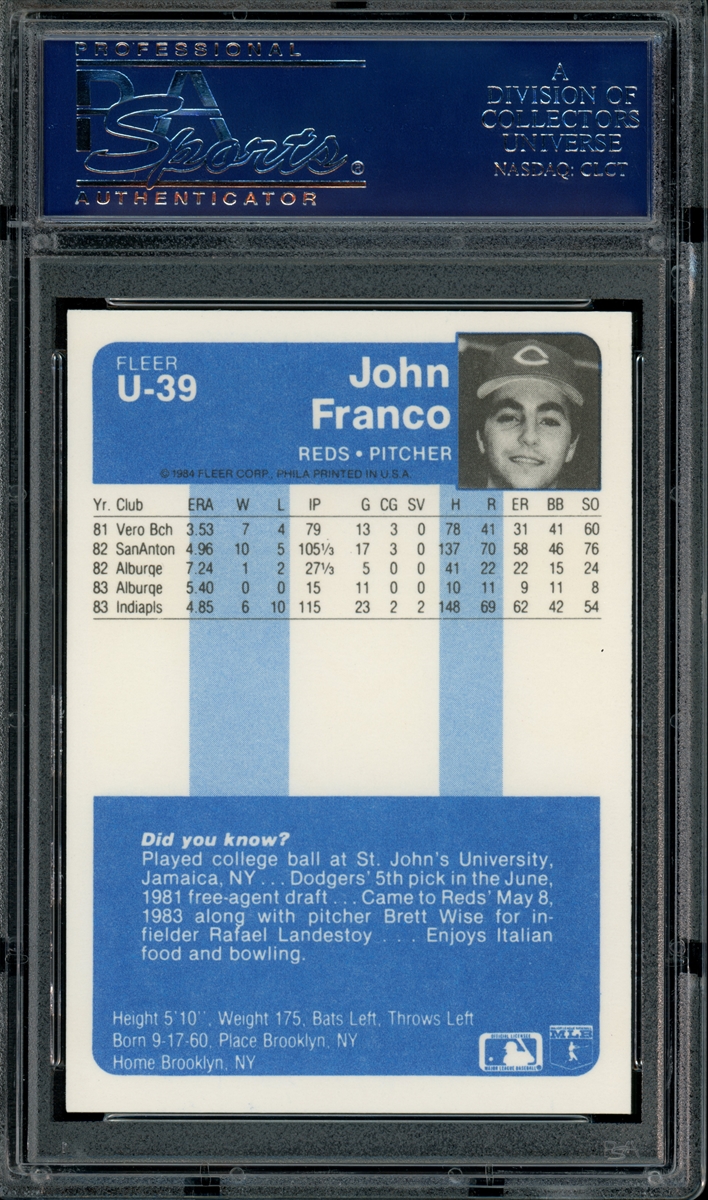 PROFESSIONAL
PSA
Sports®
AUTHENTICATOR
A
DIVISION OF
COLLECTORS
UNIVERSE
NASDAQ: CLCT
FLEER
U-39
John
Franco
REDS • PITCHER
© 1984 FLEER CORP., PHILA PRINTED IN U.S.A.
Yr. Club ERA W L IP G CG SV H R ER BB SO
81 Vero Bch 3.53 7 4 79 13 3 0 78 41 31 41 60
82 SanAnton 4.96 10 5 105⅓ 17 3 0 137 70 58 46 76
82 Alburqe 7.24 1 2 27⅓ 5 0 0 41 22 22 15 24
83 Alburqe 5.40 0 0 15 11 0 0 10 11 9 11 8
83 Indiapls 4.85 6 10 115 23 2 2 148 69 62 42 54
Did you know?
Played college ball at St. John's University,
Jamaica, NY . . . Dodgers' 5th pick in the June,
1981 free-agent draft . . . Came to Reds' May 8,
1983 along with pitcher Brett Wise for in-
fielder Rafael Landestoy . . . Enjoys Italian
food and bowling.
Height 5'10'', Weight 175, Bats Left, Throws Left
Born 9-17-60, Place Brooklyn, NY
Home Brooklyn, NY
OFFICIAL LICENSEE
MAJOR LEAGUE BASEBALL
MLB
PSA